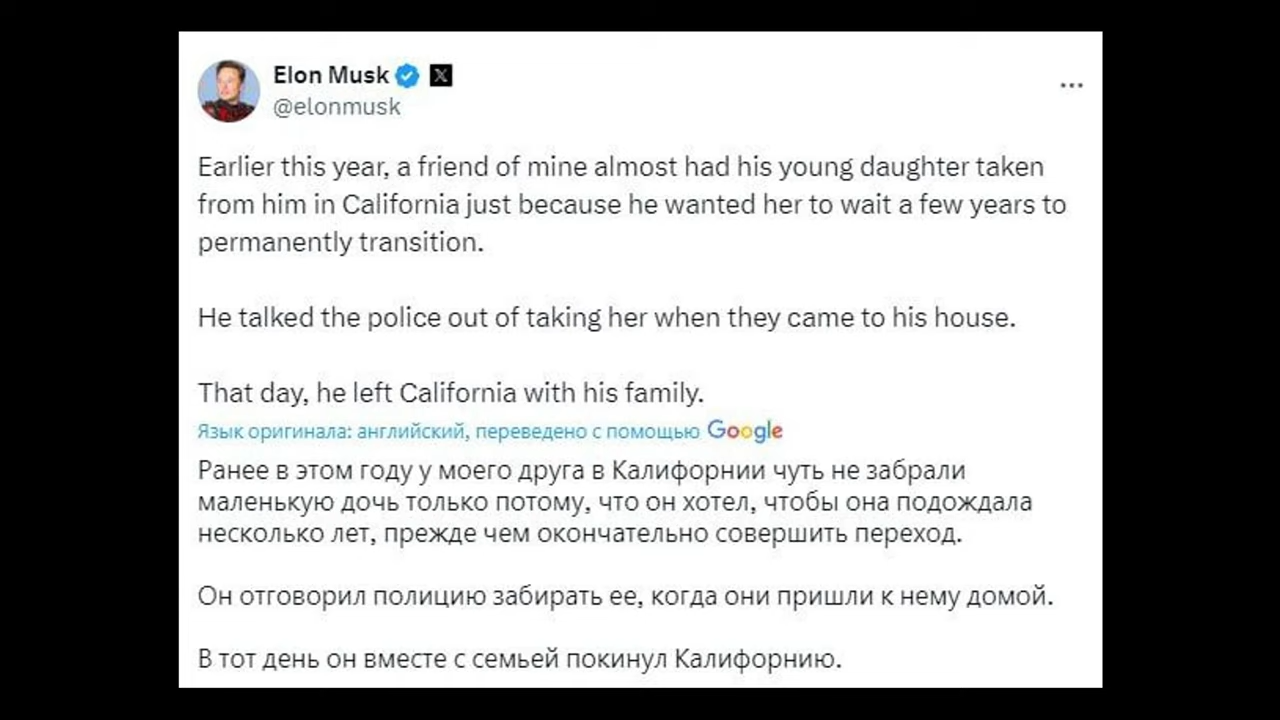 Elon Musk
@elonmusk
Earlier this year, a friend of mine almost had his young daughter taken
from him in California just because he wanted her to wait a few years to
permanently transition.
He talked the police out of taking her when they came to his house.
That day, he left California with his family.
Язык оригинала: английский, переведено с помощью Google
Ранее в этом году у моего друга в Калифорнии чуть не забрали
маленькую дочь только потому, что он хотел, чтобы она подождала
несколько лет, прежде чем окончательно совершить переход.
Он отговорил полицию забирать ее, когда они пришли к нему домой.
В тот день он вместе с семьей покинул Калифорнию.